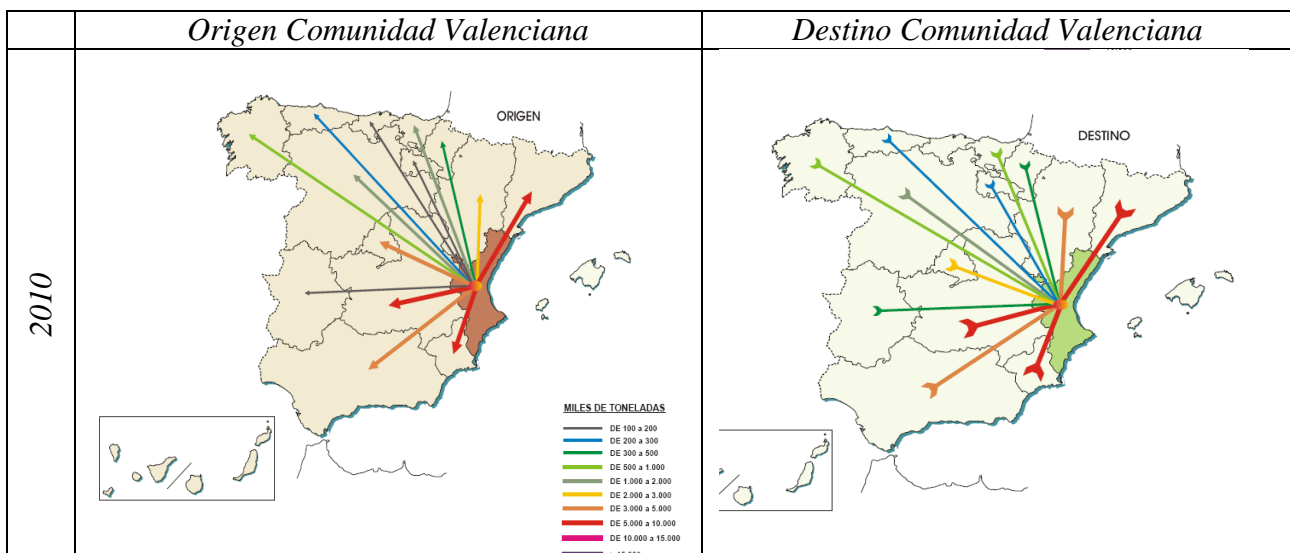 Origen Comunidad Valenciana
Destino Comunidad Valenciana
2010
ORIGEN
DESTINO
MILES DE TONELADAS
DE 100 a 200
DE 200 a 300
DE 300 a 500
DE 500 a 1.000
DE 1.000 a 2.000
DE 2.000 a 3.000
DE 3.000 a 5.000
DE 5.000 a 10.000
DE 10.000 a 15.000